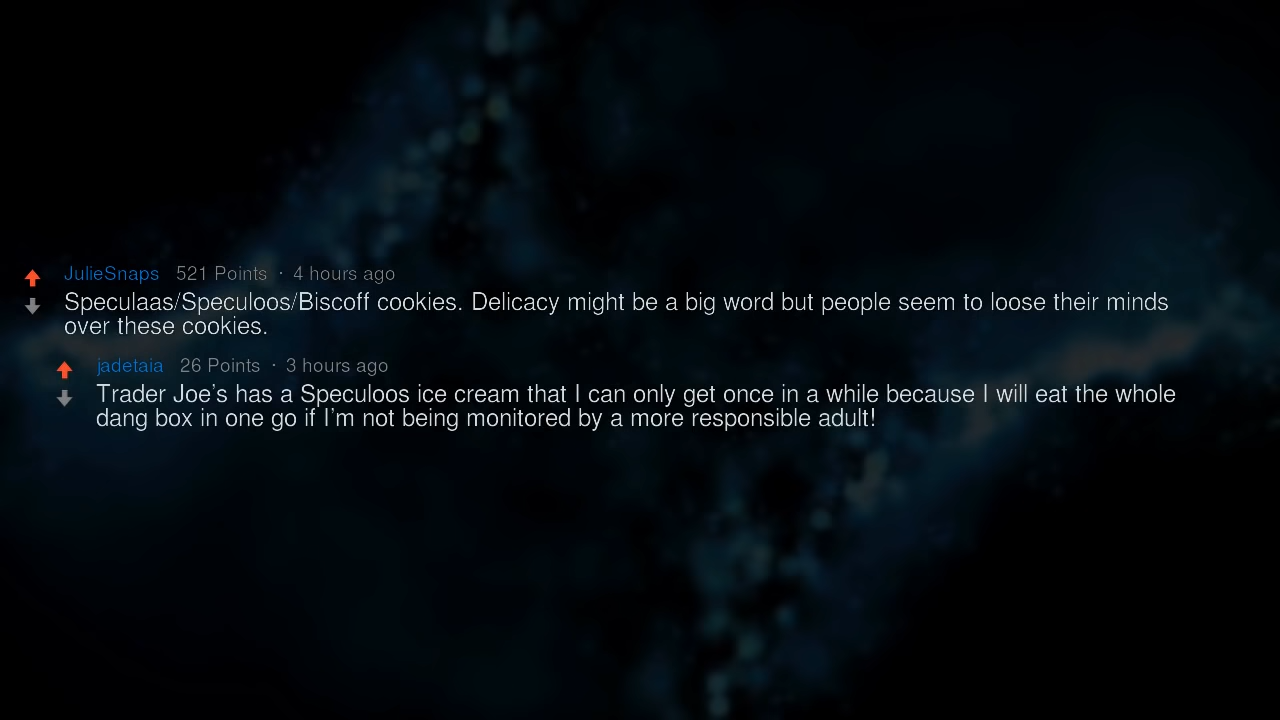 JulieSnaps 521 Points · 4 hours ago
Speculaas/Speculoos/Biscoff cookies. Delicacy might be a big word but people seem to loose their minds
over these cookies.
jadetaia 26 Points · 3 hours ago
Trader Joe's has a Speculoos ice cream that I can only get once in a while because I will eat the whole
dang box in one go if I'm not being monitored by a more responsible adult!